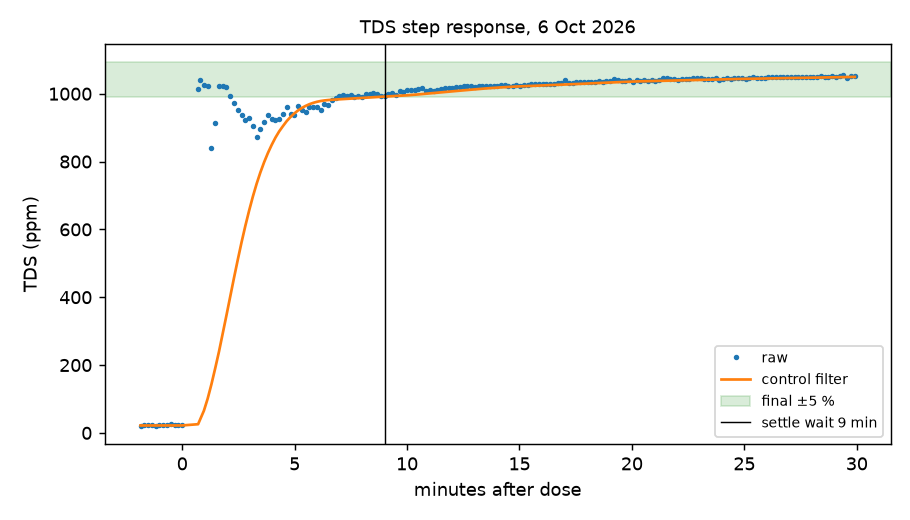 TDS step response, 6 Oct 2026
TDS (ppm)
1000
800
600
400
200
0
0 5 10 15 20 25 30
minutes after dose
raw
control filter
final ±5 %
settle wait 9 min